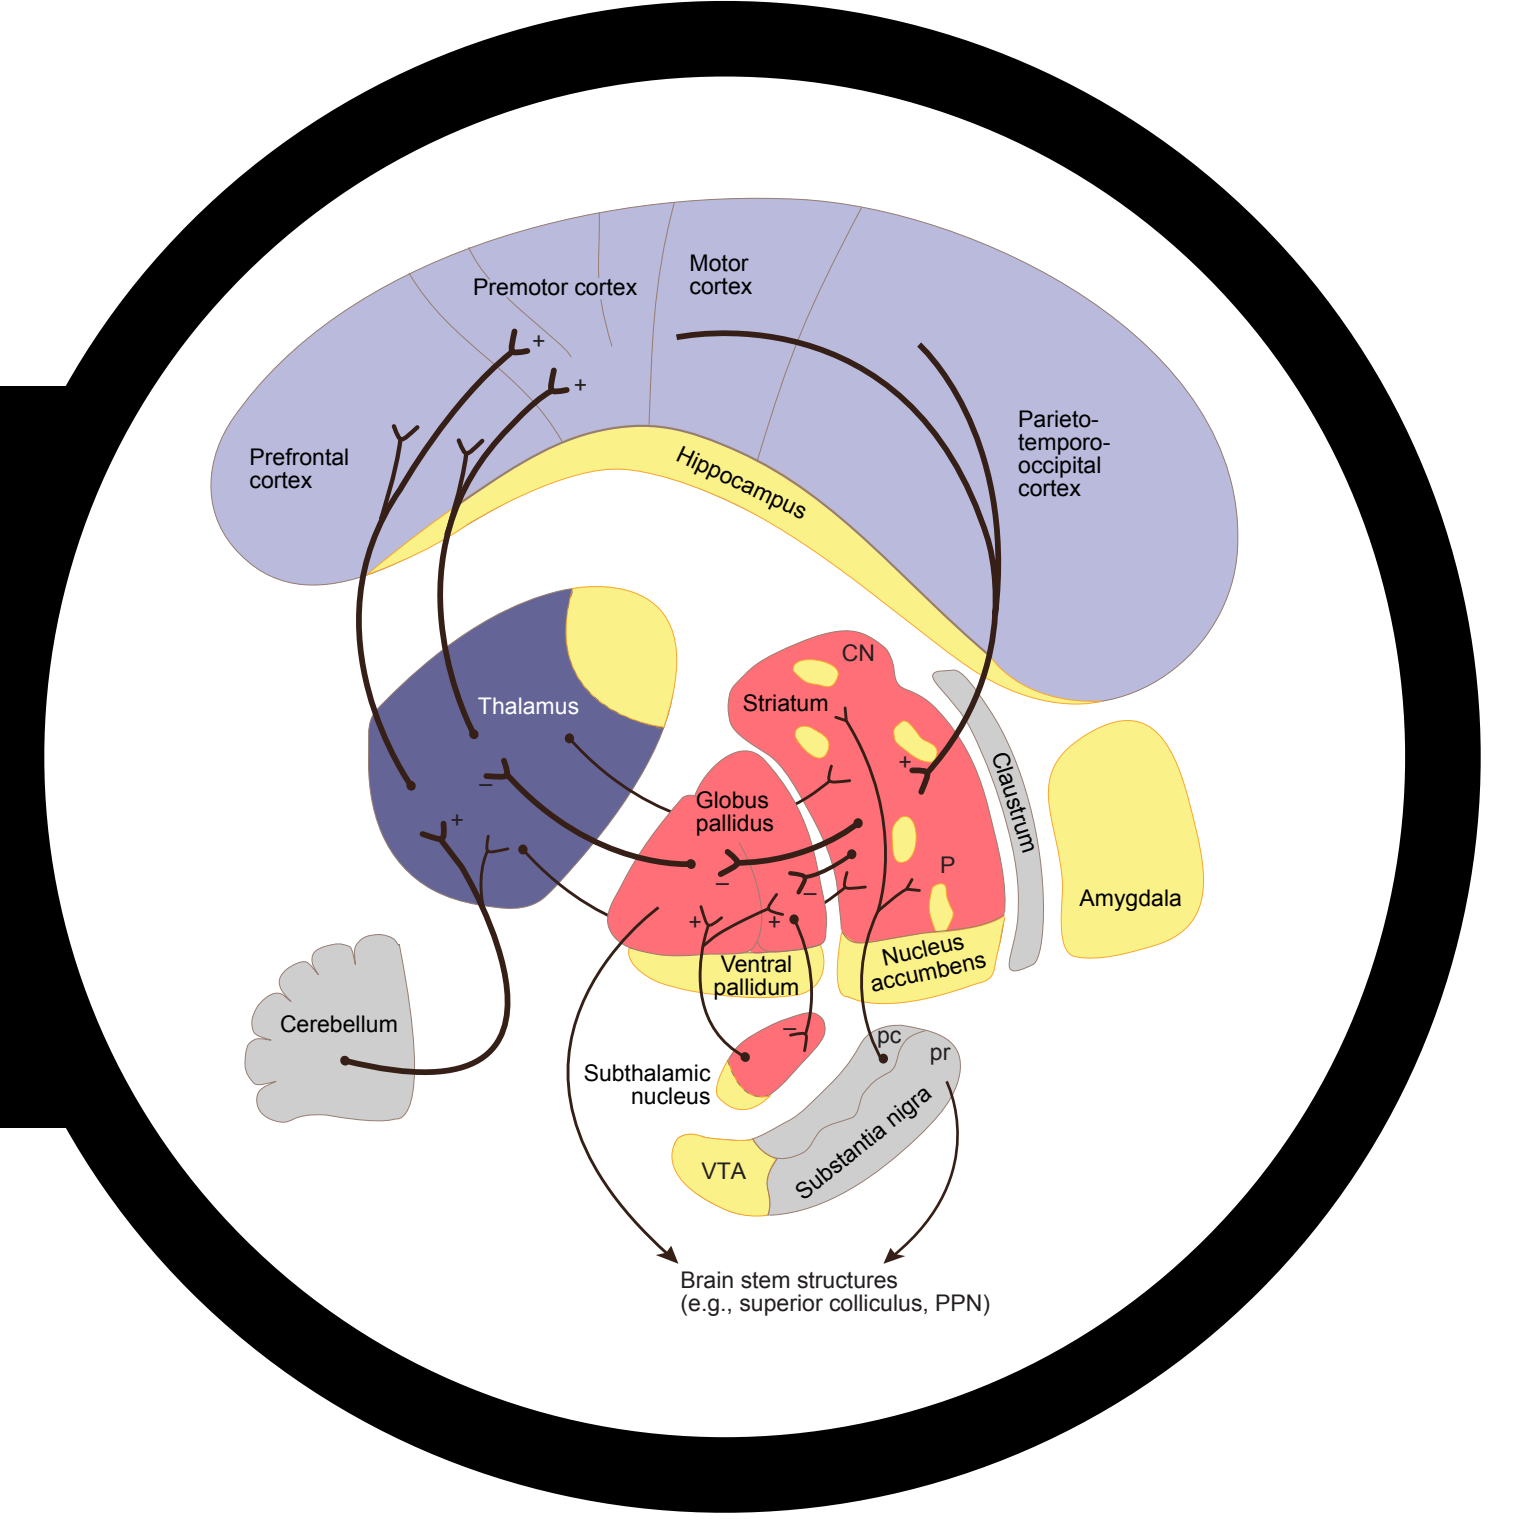 Motor
cortex
Premotor cortex
+
+
Prefrontal
cortex
Parieto-
temporo-
occipital
cortex
Hippocampus
CN
Striatum
Thalamus
+
Claustrum
–
Globus
pallidus
+
P
–
–
Amygdala
+
+
Nucleus
accumbens
Ventral
pallidum
Cerebellum
–
pc
pr
Subthalamic
nucleus
Substantia nigra
VTA
Brain stem structures
(e.g., superior colliculus, PPN)